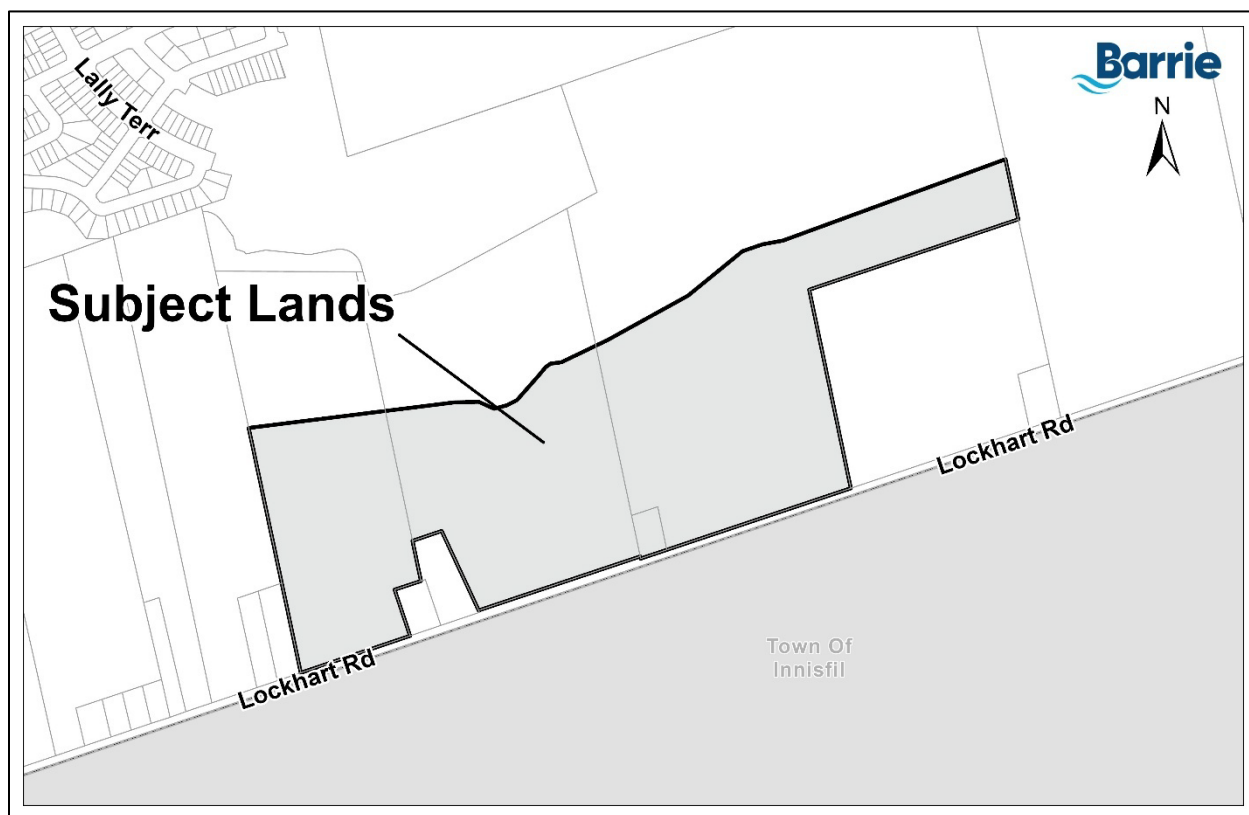 Barrie
N
Lally Terr
Subject Lands
Lockhart Rd
Lockhart Rd
Town Of
Innisfil